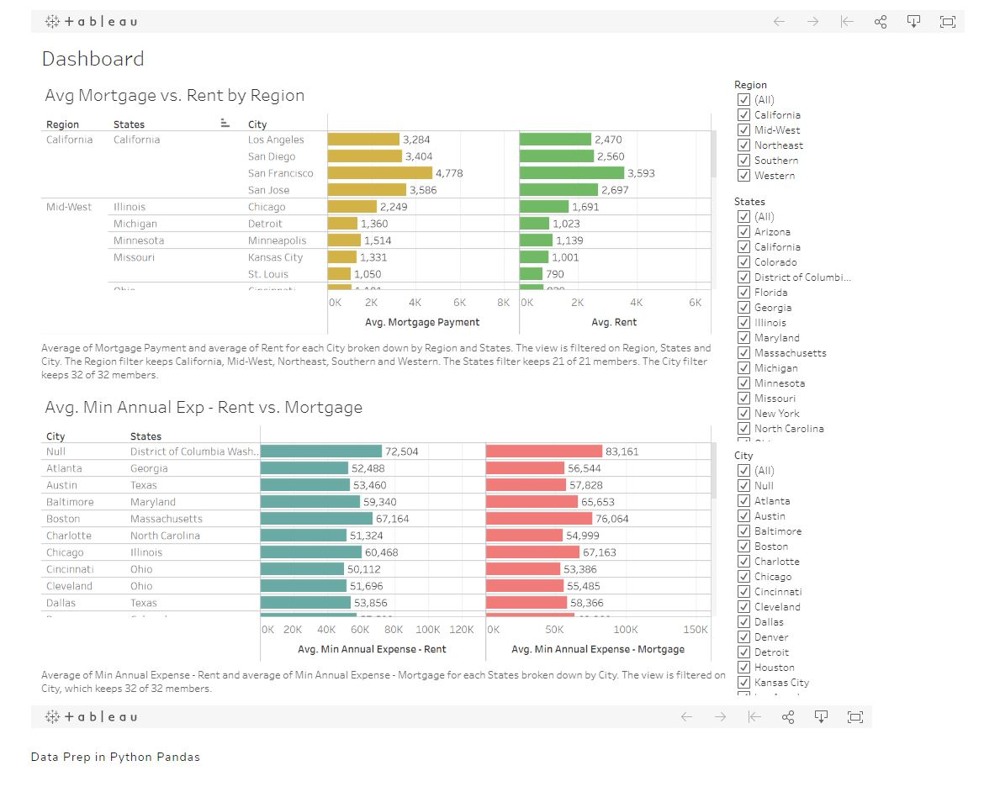 + a b | e a u
Dashboard
Avg Mortgage vs. Rent by Region
Region States City
California California Los Angeles 3,284 2,470
San Diego 3,404 2,560
San Francisco 4,778 3,593
San Jose 3,586 2,697
Mid-West Illinois Chicago 2,249 1,691
Michigan Detroit 1,360 1,023
Minnesota Minneapolis 1,514 1,139
Missouri Kansas City 1,331 1,001
St. Louis 1,050 790
Ohio Cincinnati
0K 2K 4K 6K 8K 0K 2K 4K 6K
Avg. Mortgage Payment Avg. Rent
Average of Mortgage Payment and average of Rent for each City broken down by Region and States. The view is filtered on Region, States and
City. The Region filter keeps California, Mid-West, Northeast, Southern and Western. The States filter keeps 21 of 21 members. The City filter
keeps 32 of 32 members.
Avg. Min Annual Exp - Rent vs. Mortgage
City States
Null District of Columbia Wash.. 72,504 83,161
Atlanta Georgia 52,488 56,544
Austin Texas 53,460 57,828
Baltimore Maryland 59,340 65,653
Boston Massachusetts 67,164 76,064
Charlotte North Carolina 51,324 54,999
Chicago Illinois 60,468 67,163
Cincinnati Ohio 50,112 53,386
Cleveland Ohio 51,696 55,485
Dallas Texas 53,856 58,366
0K 20K 40K 60K 80K 100K 120K 0K 50K 100K 150K
Avg. Min Annual Expense - Rent Avg. Min Annual Expense - Mortgage
Average of Min Annual Expense - Rent and average of Min Annual Expense - Mortgage for each States broken down by City. The view is filtered on
City, which keeps 32 of 32 members.
Region
(All)
California
Mid-West
Northeast
Southern
Western
States
(All)
Arizona
California
Colorado
District of Columbi...
Florida
Georgia
Illinois
Maryland
Massachusetts
Michigan
Minnesota
Missouri
New York
North Carolina
City
(All)
Null
Atlanta
Austin
Baltimore
Boston
Charlotte
Chicago
Cincinnati
Cleveland
Dallas
Denver
Detroit
Houston
Kansas City
+ a b | e a u
Data Prep in Python Pandas